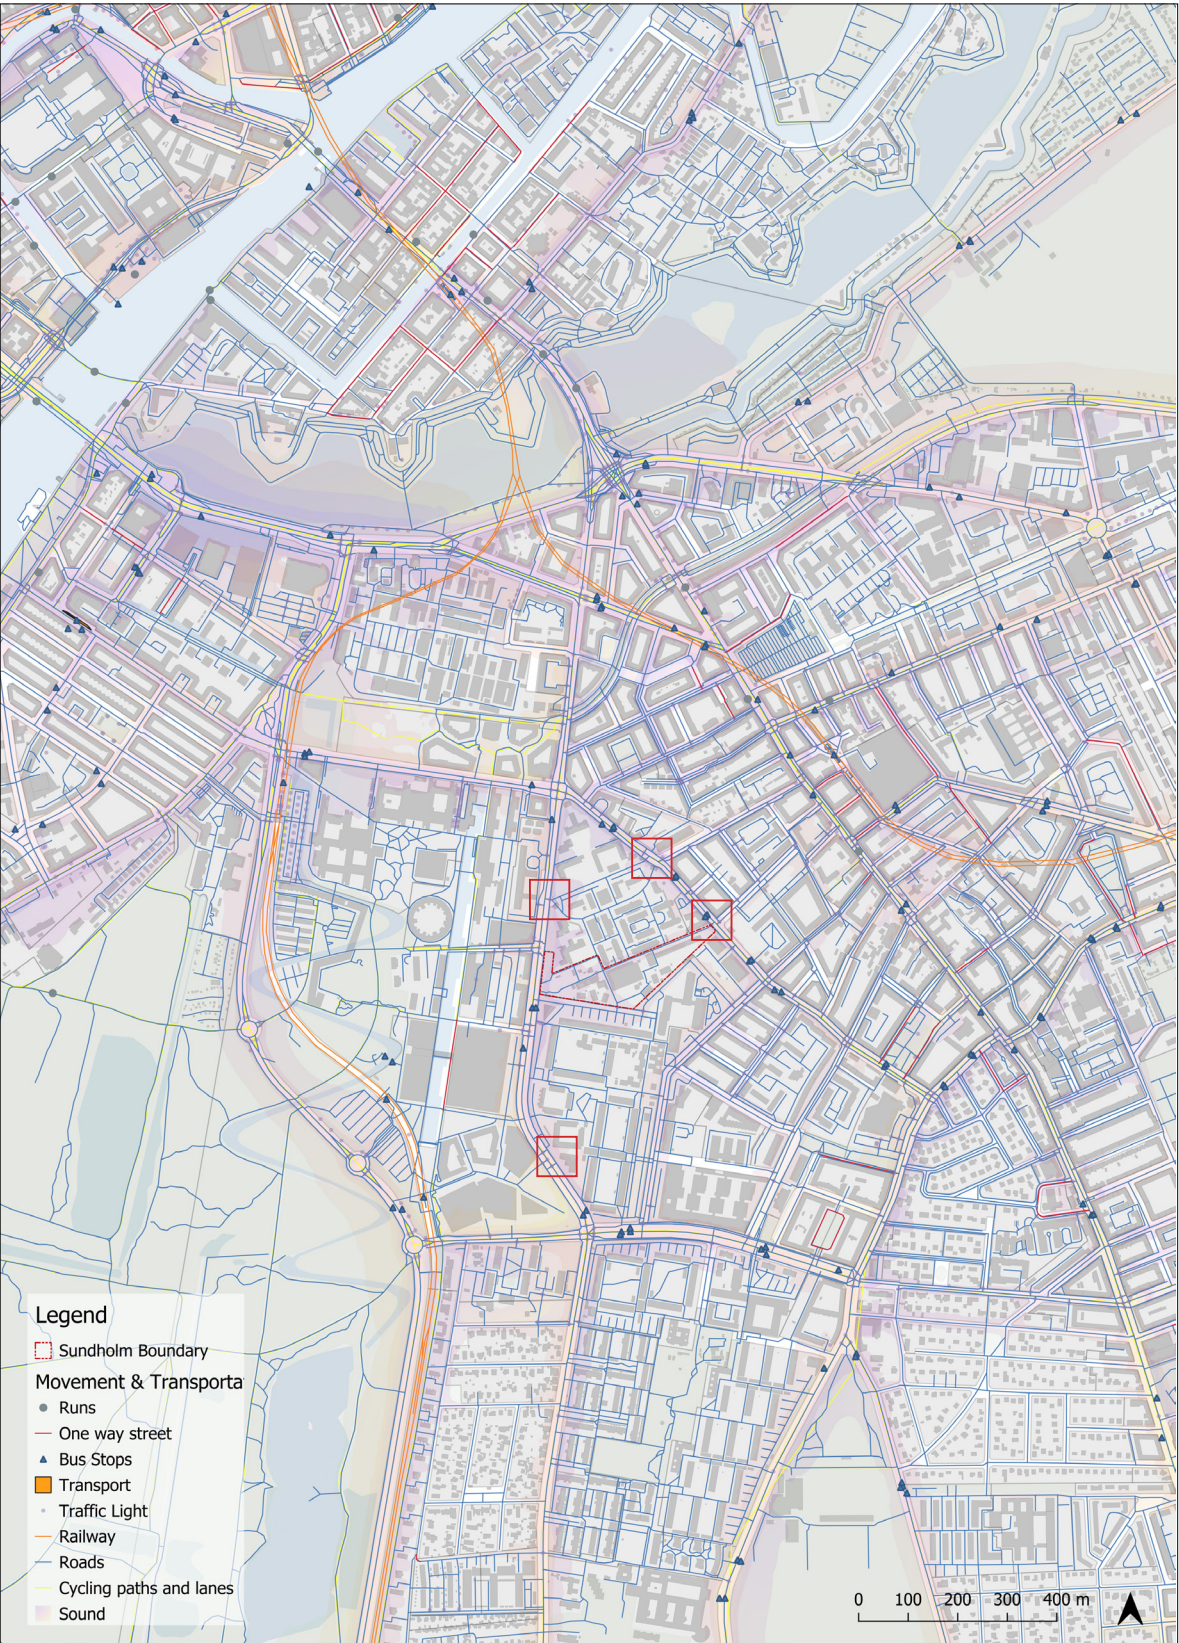 Legend
Sundholm Boundary
Movement & Transporta
Runs
One way street
Bus Stops
Transport
Traffic Light
Railway
Roads
Cycling paths and lanes
Sound
0 100 200 300 400 m